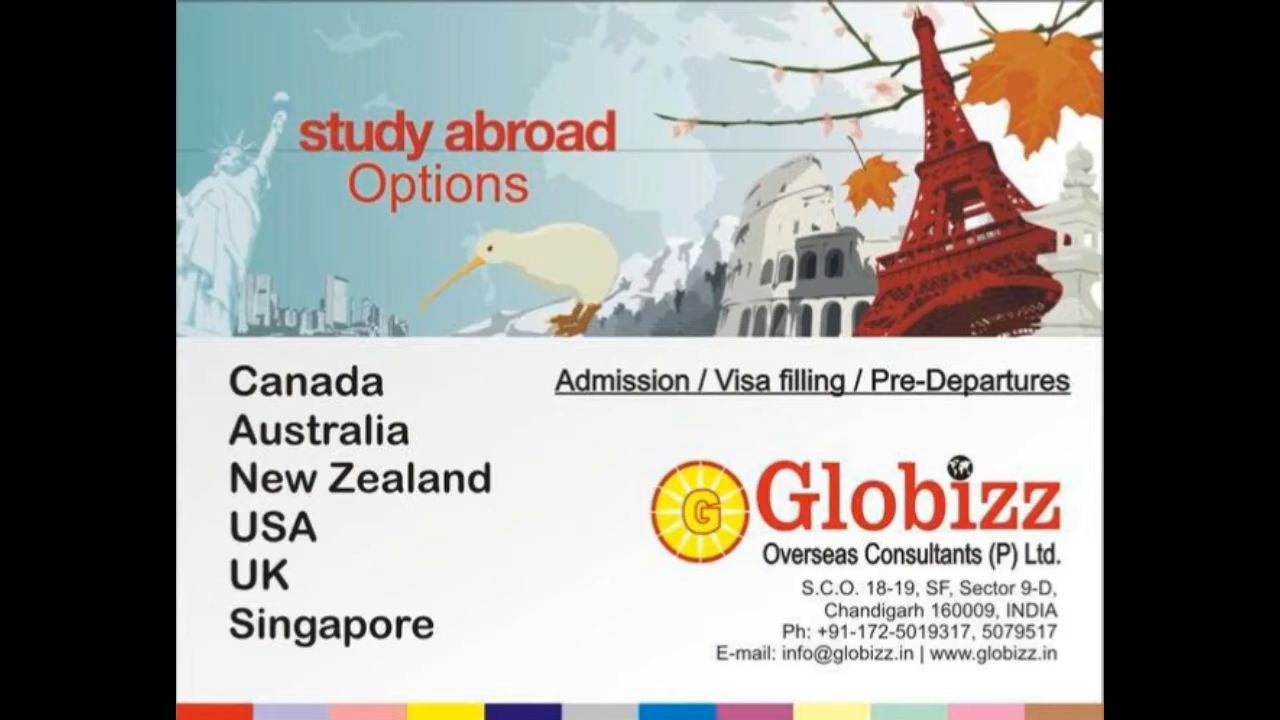 study abroad
Options
Canada
Australia
New Zealand
USA
UK
Singapore
Admission / Visa filling / Pre-Departures
G
Globizz
Overseas Consultants (P) Ltd.
S.C.O. 18-19, SF, Sector 9-D,
Chandigarh 160009, INDIA
Ph: +91-172-5019317, 5079517
E-mail: info@globizz.in | www.globizz.in